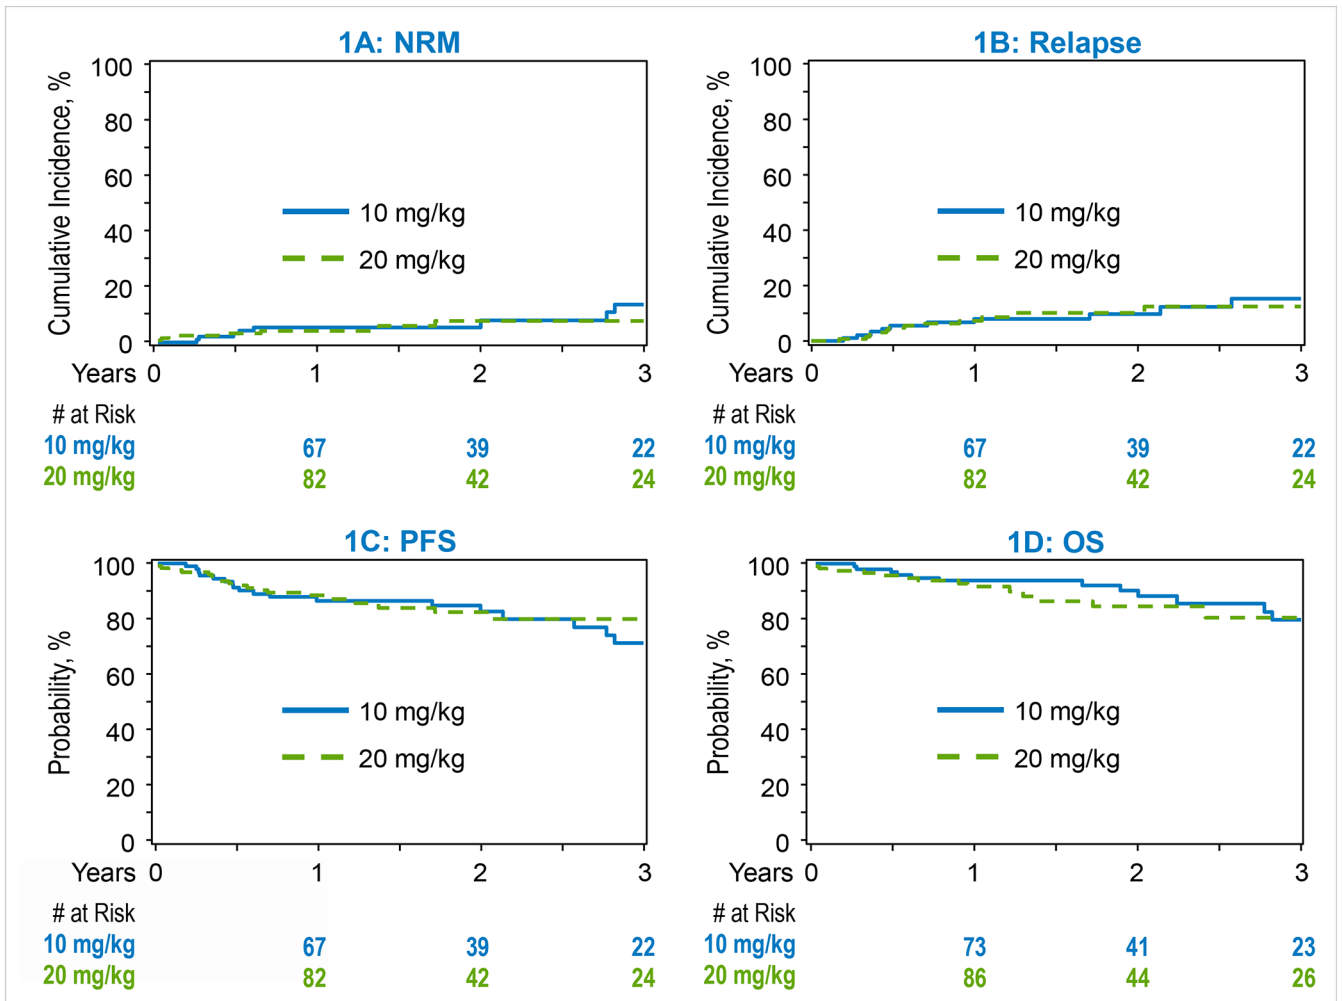 1A: NRM
Cumulative Incidence, %
100
80
60
40
20
0
10 mg/kg
20 mg/kg
Years 0 1 2 3
# at Risk
10 mg/kg 67 39 22
20 mg/kg 82 42 24
1B: Relapse
Cumulative Incidence, %
100
80
60
40
20
0
10 mg/kg
20 mg/kg
Years 0 1 2 3
# at Risk
10 mg/kg 67 39 22
20 mg/kg 82 42 24
1C: PFS
Probability, %
100
80
60
40
20
0
10 mg/kg
20 mg/kg
Years 0 1 2 3
# at Risk
10 mg/kg 67 39 22
20 mg/kg 82 42 24
1D: OS
Probability, %
100
80
60
40
20
0
10 mg/kg
20 mg/kg
Years 0 1 2 3
# at Risk
10 mg/kg 73 41 23
20 mg/kg 86 44 26